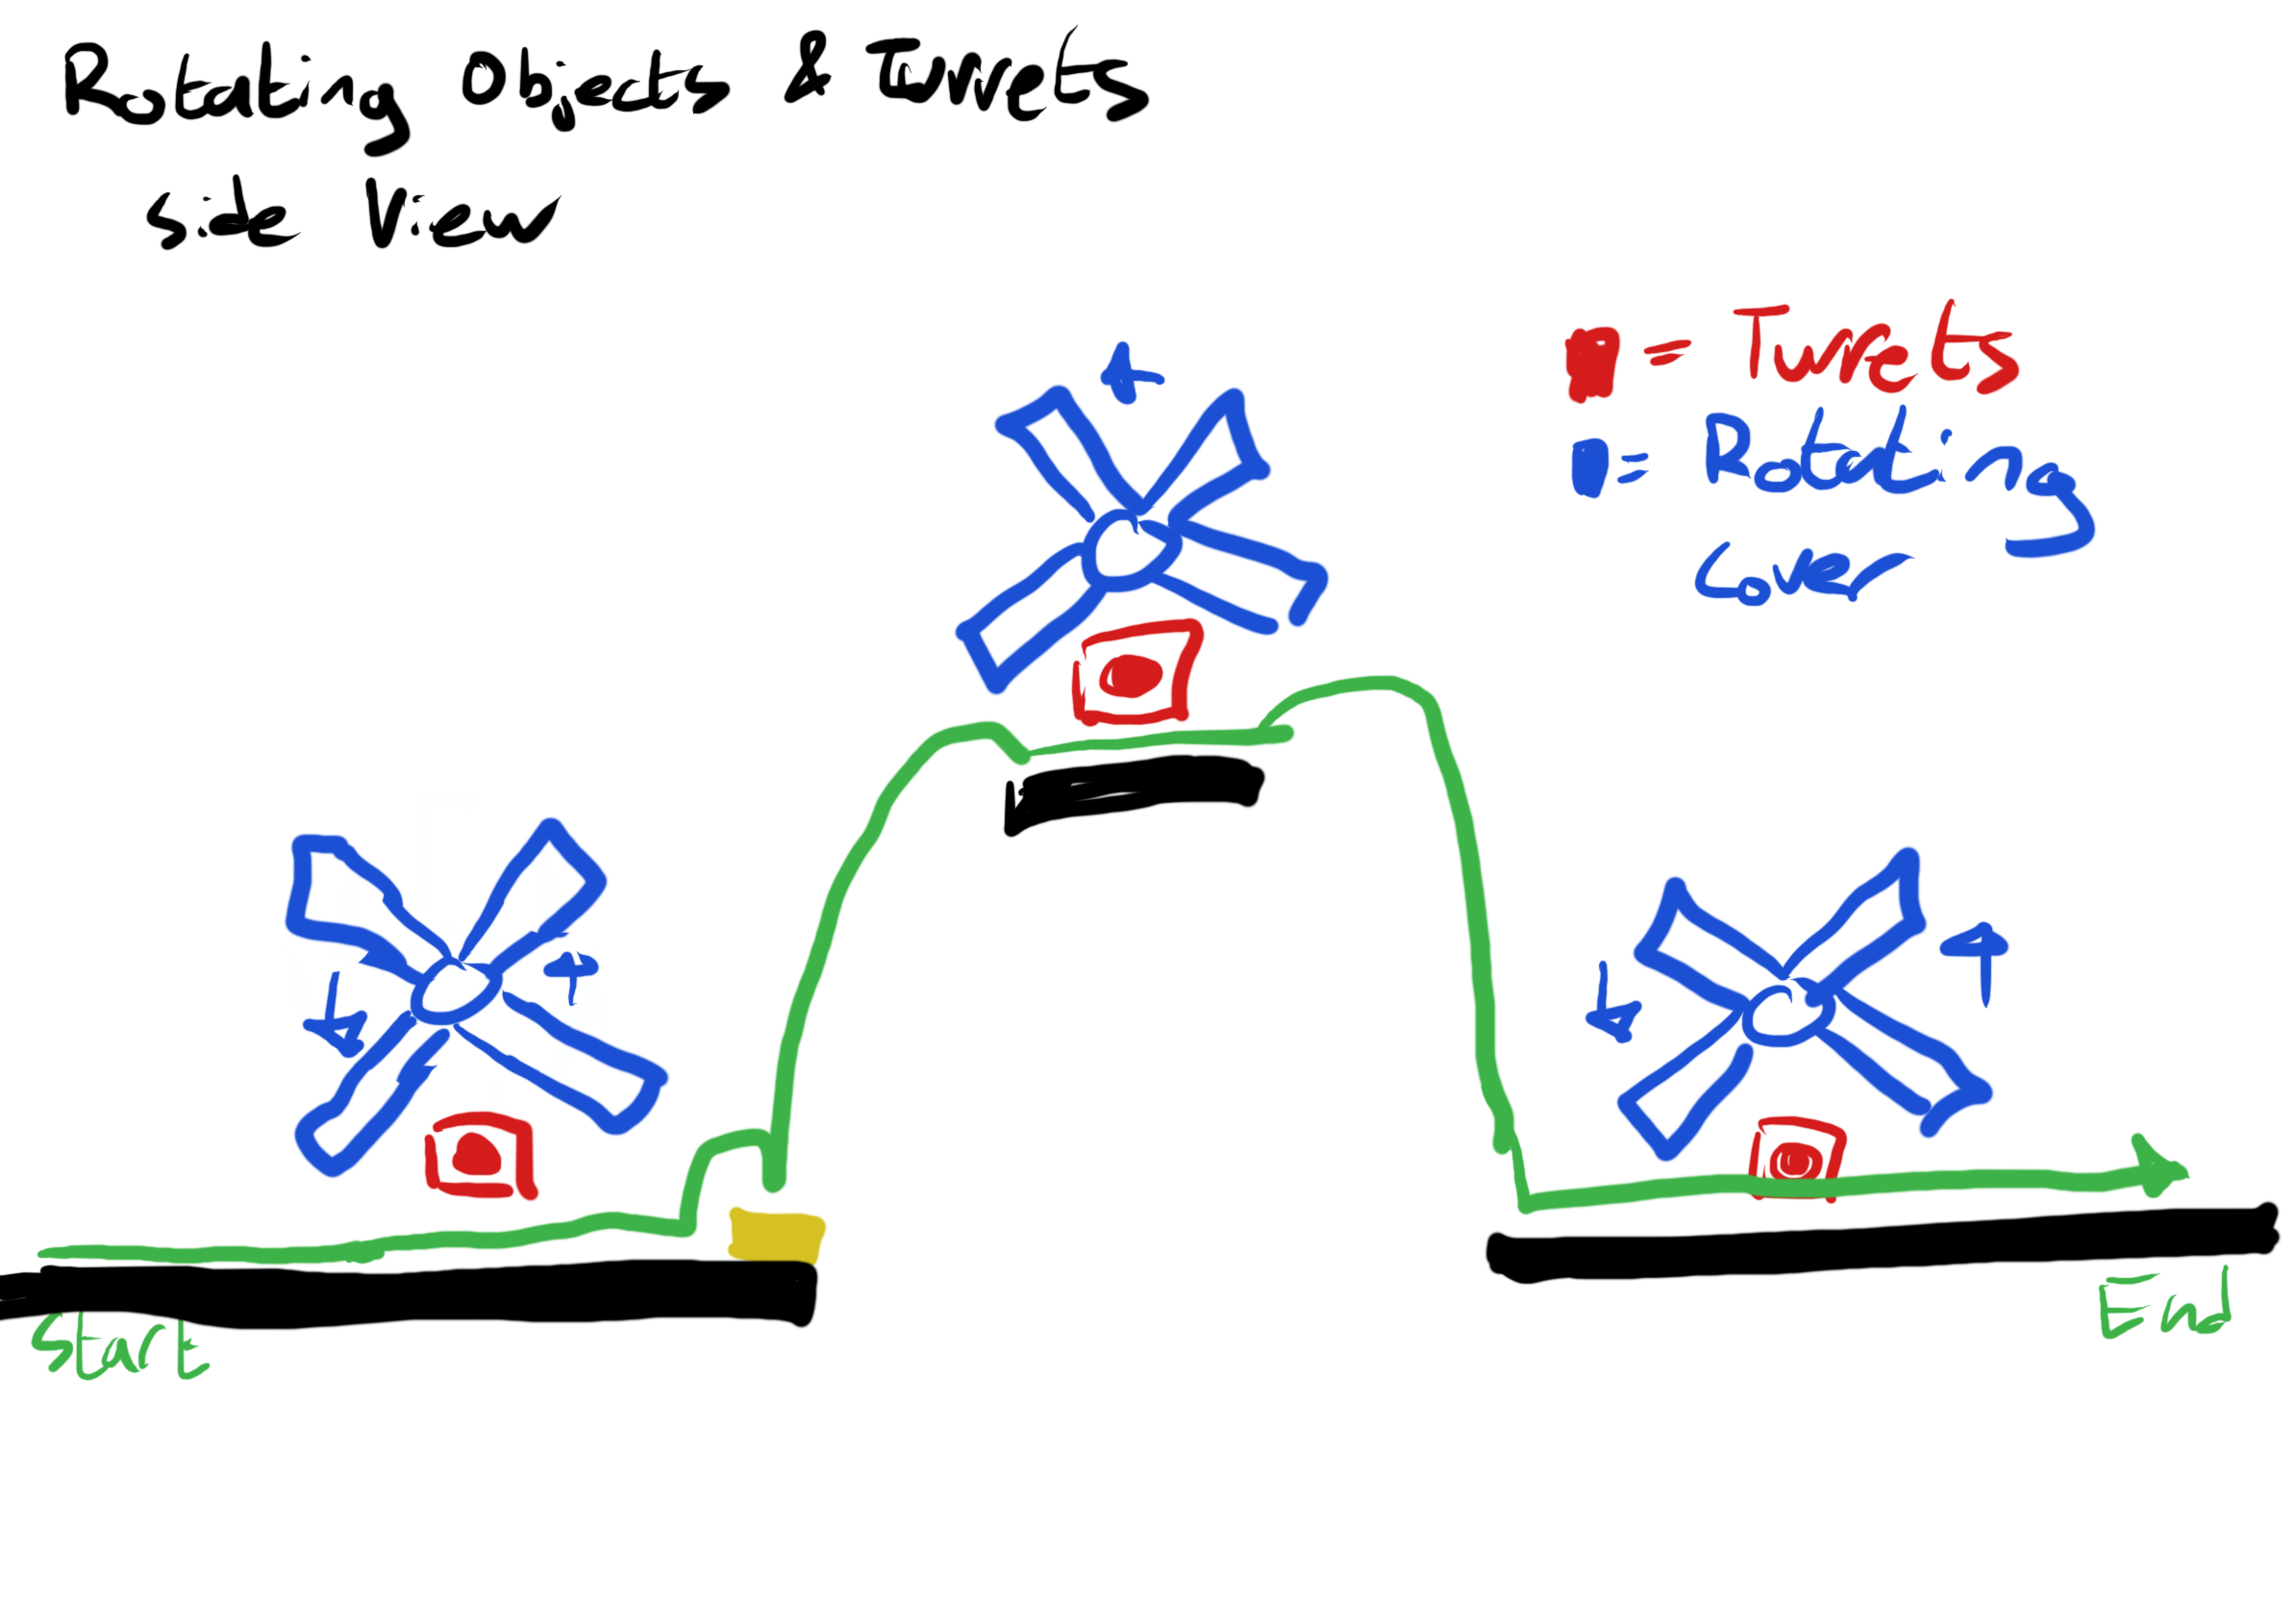 Rotating Objects & Turrets
Side View
= Turrets
= Rotating
Cover
Start
End